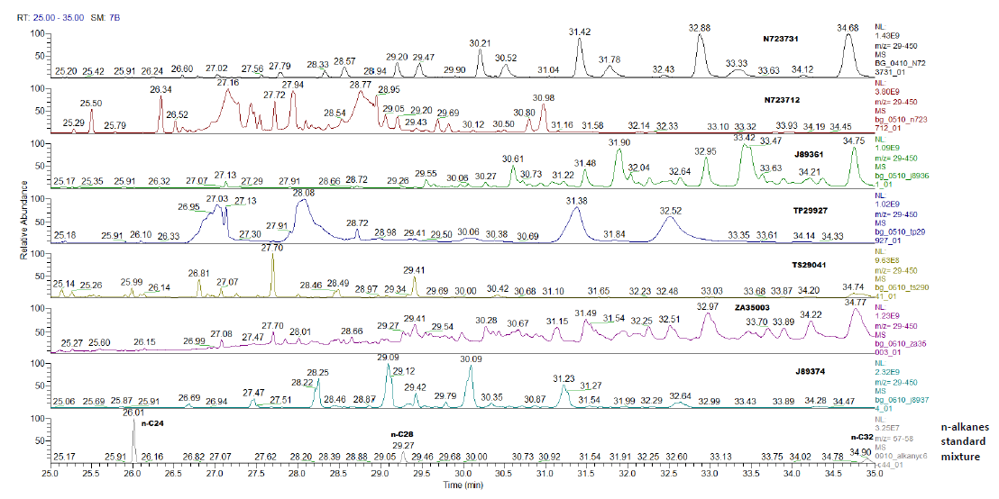 RT: 25.00 - 35.00 SM: 7B
NL:
1.43E9
m/z= 29-450
MS
BG_0410_N72
3731_01
100
50
N723731
25.20 25.42 25.91 26.24 26.60 27.02 27.56 27.79 28.33 28.57 28.94 29.20 29.47 29.90 30.21 30.52 31.04 31.42 31.78 32.43 32.88 33.33 33.63 34.12 34.68
NL:
3.80E9
m/z= 29-450
MS
bg_0510_n723
712_01
100
50
N723712
25.29 25.50 25.79 26.34 26.52 27.16 27.72 27.94 28.54 28.77 28.95 29.05 29.43 29.20 29.69 30.12 30.50 30.80 30.98 31.16 31.58 32.14 32.33 33.10 33.32 33.93 34.19 34.45
NL:
1.09E9
m/z= 29-450
MS
bg_0510_j8936
1_01
100
50
J89361
25.17 25.35 25.91 26.32 27.07 27.13 27.29 27.91 28.66 28.72 29.26 29.55 30.06 30.27 30.61 30.73 31.22 31.48 31.90 32.04 32.64 32.95 33.42 33.47 33.63 34.21 34.75
NL:
1.02E9
m/z= 29-450
MS
bg_0510_tp29
927_01
100
50
TP29927
25.18 25.91 26.10 26.33 26.95 27.03 27.13 27.30 27.91 28.08 28.72 28.98 29.41 29.50 30.06 30.38 30.69 31.38 31.84 32.52 33.35 33.61 34.14 34.33
NL:
9.63E8
m/z= 29-450
MS
bg_0610_ts290
41_01
100
50
TS29041
25.14 25.26 25.99 26.14 26.81 27.07 27.70 28.46 28.49 28.97 29.34 29.41 29.69 30.00 30.42 30.68 31.10 31.65 32.23 32.48 33.03 33.68 33.87 34.20 34.74
NL:
1.23E9
m/z= 29-450
MS
bg_0610_za35
003_01
100
50
ZA35003
25.27 25.60 26.15 26.99 27.08 27.47 27.70 28.01 28.66 29.27 29.41 29.54 30.28 30.67 31.15 31.49 31.54 32.25 32.51 32.97 33.70 33.89 34.22 34.77
NL:
2.32E9
m/z= 29-450
MS
bg_0610_j8937
4_01
100
50
J89374
25.06 25.69 25.87 25.91 26.69 26.94 27.47 27.51 28.22 28.25 28.46 28.87 29.09 29.12 29.42 29.79 30.09 30.35 30.87 31.23 31.27 31.54 31.99 32.29 32.64 32.99 33.43 33.89 34.28 34.47
NL:
3.25E7
m/z= 57-58
MS
0910_alkanyc6
c44_01
100
50
n-C24
n-C28
n-C32
25.17 25.91 26.01 26.16 26.82 27.07 27.62 28.20 28.39 28.88 29.05 29.27 29.46 29.68 30.00 30.73 30.92 31.54 31.91 32.25 32.60 33.13 33.75 34.02 34.78 34.90
n-alkanes
standard
mixture
25.0 25.5 26.0 26.5 27.0 27.5 28.0 28.5 29.0 29.5 30.0 30.5 31.0 31.5 32.0 32.5 33.0 33.5 34.0 34.5 35.0
Time (min)
Relative Abundance